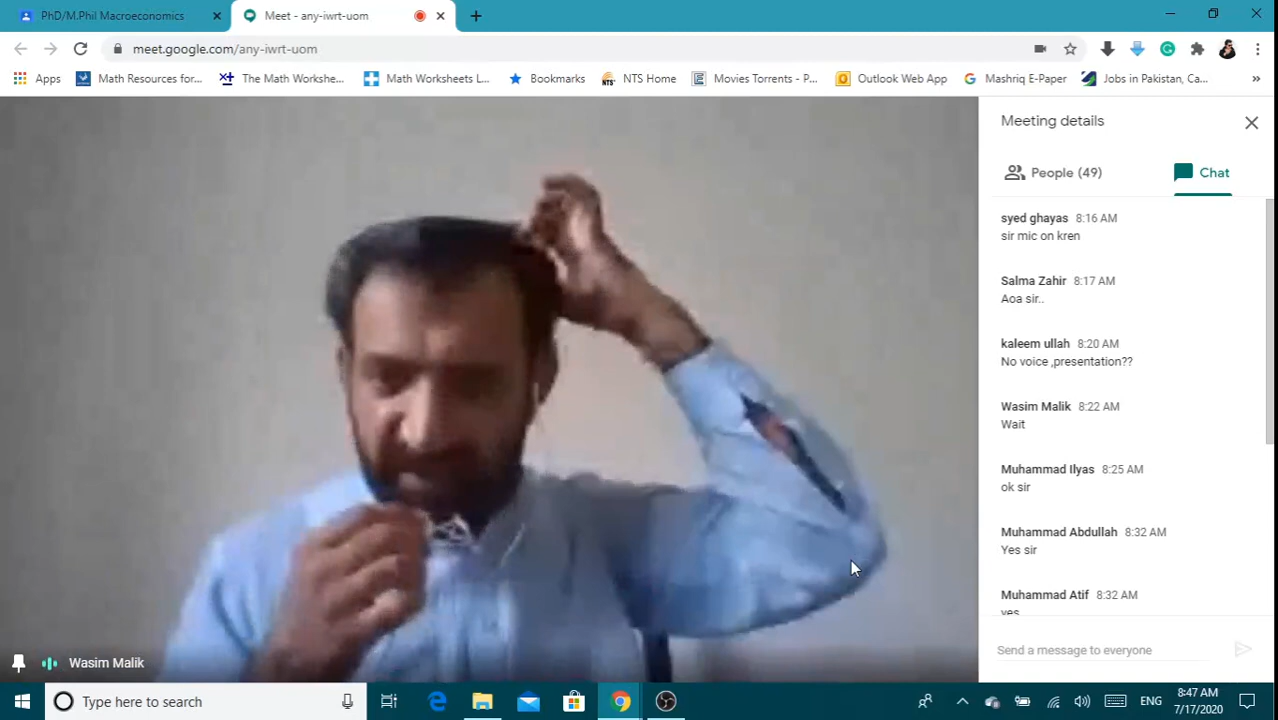 PhD/M.Phil Macroeconomics
Meet - any-iwrt-uom
meet.google.com/any-iwrt-uom
Apps
Math Resources for...
The Math Workshe...
Math Worksheets L...
Bookmarks
NTS Home
Movies Torrents - P...
Outlook Web App
Mashriq E-Paper
Jobs in Pakistan, Ca...
»
Meeting details
People (49)
Chat
syed ghayas 8:16 AM
sir mic on kren
Salma Zahir 8:17 AM
Aoa sir..
kaleem ullah 8:20 AM
No voice ,presentation??
Wasim Malik 8:22 AM
Wait
Muhammad Ilyas 8:25 AM
ok sir
Muhammad Abdullah 8:32 AM
Yes sir
Muhammad Atif 8:32 AM
yes
Send a message to everyone
Wasim Malik
Type here to search
ENG
8:47 AM
7/17/2020